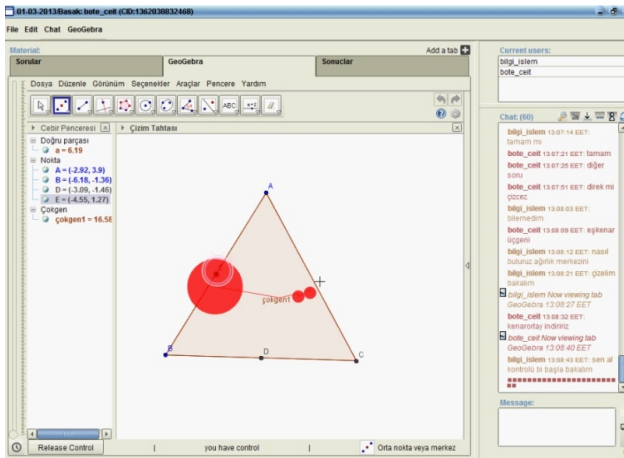 01-03-2013/Basak: bote_ceit (CID:1362038832468)
File Edit Chat GeoGebra
Material:
Add a tab
Sorular
GeoGebra
Sonuclar
Dosya Düzenle Görünüm Seçenekler Araçlar Pencere Yardım
ABC
Cebir Penceresi
Çizim Tahtası
Doğru parçası
a = 6.19
Nokta
A = (-2.92, 3.9)
B = (-6.18, -1.36)
D = (-3.09, -1.46)
E = (-4.55, 1.27)
Çokgen
çokgen1 = 16.58
A
çokgen1
B
D
C
Release Control
you have control
Orta nokta veya merkez
Current users:
bilgi_islem
bote_ceit
Chat: (60)
bilgi_islem 13:07:14 EET:
tamam mı
bote_ceit 13:07:21 EET: tamam
bote_ceit 13:07:25 EET: diğer
soru
bote_ceit 13:07:51 EET: direk mi
çizcez
bilgi_islem 13:08:03 EET:
bilemedim
bote_ceit 13:08:09 EET: eşkenar
üçgeni
bilgi_islem 13:08:12 EET: nasıl
buluruz ağırlık merkezini
bilgi_islem 13:08:21 EET: çizelim
bakalım
bilgi_islem Now viewing tab
GeoGebra 13:08:27 EET
bote_ceit 13:08:32 EET:
kenarortay indiriniz
bote_ceit Now viewing tab
GeoGebra 13:08:40 EET
bilgi_islem 13:08:43 EET: sen al
kontrolü bi başla bakalım
Message: